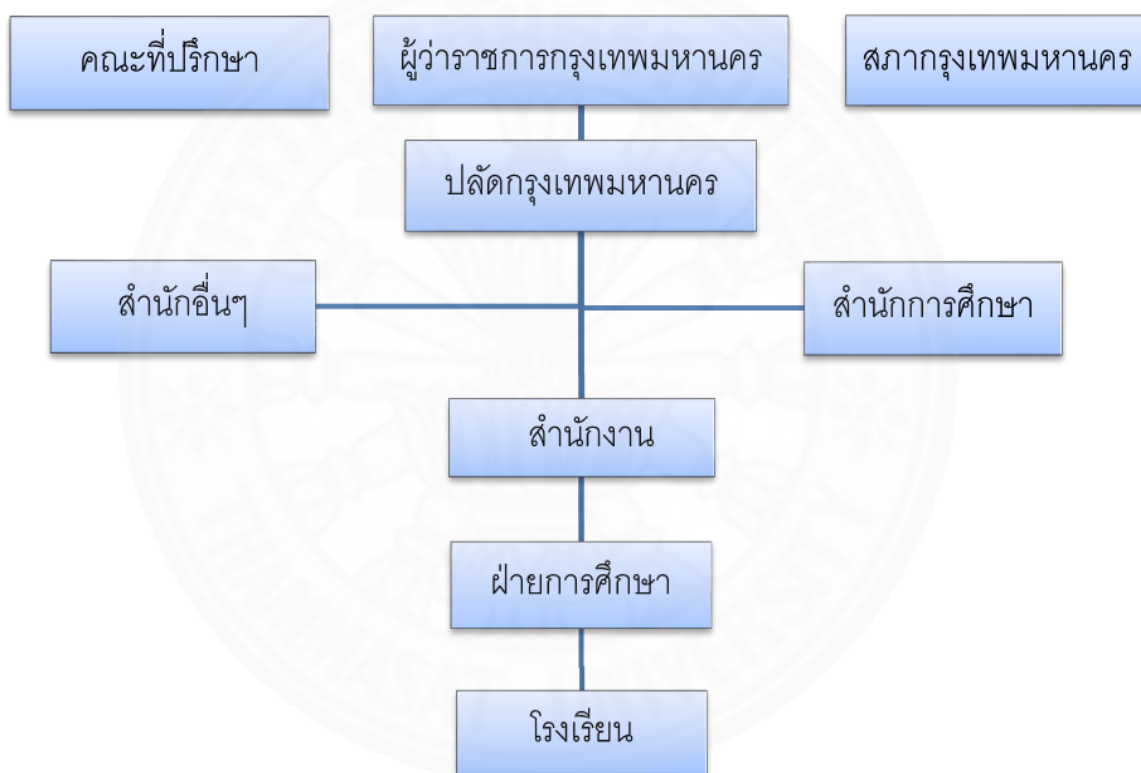 คณะที่ปรึกษา
ผู้ว่าราชการกรุงเทพมหานคร
สภากรุงเทพมหานคร
ปลัดกรุงเทพมหานคร
สำนักอื่นๆ
สำนักการศึกษา
สำนักงาน
ฝ่ายการศึกษา
โรงเรียน
THAMMASAT UNIVERSITY